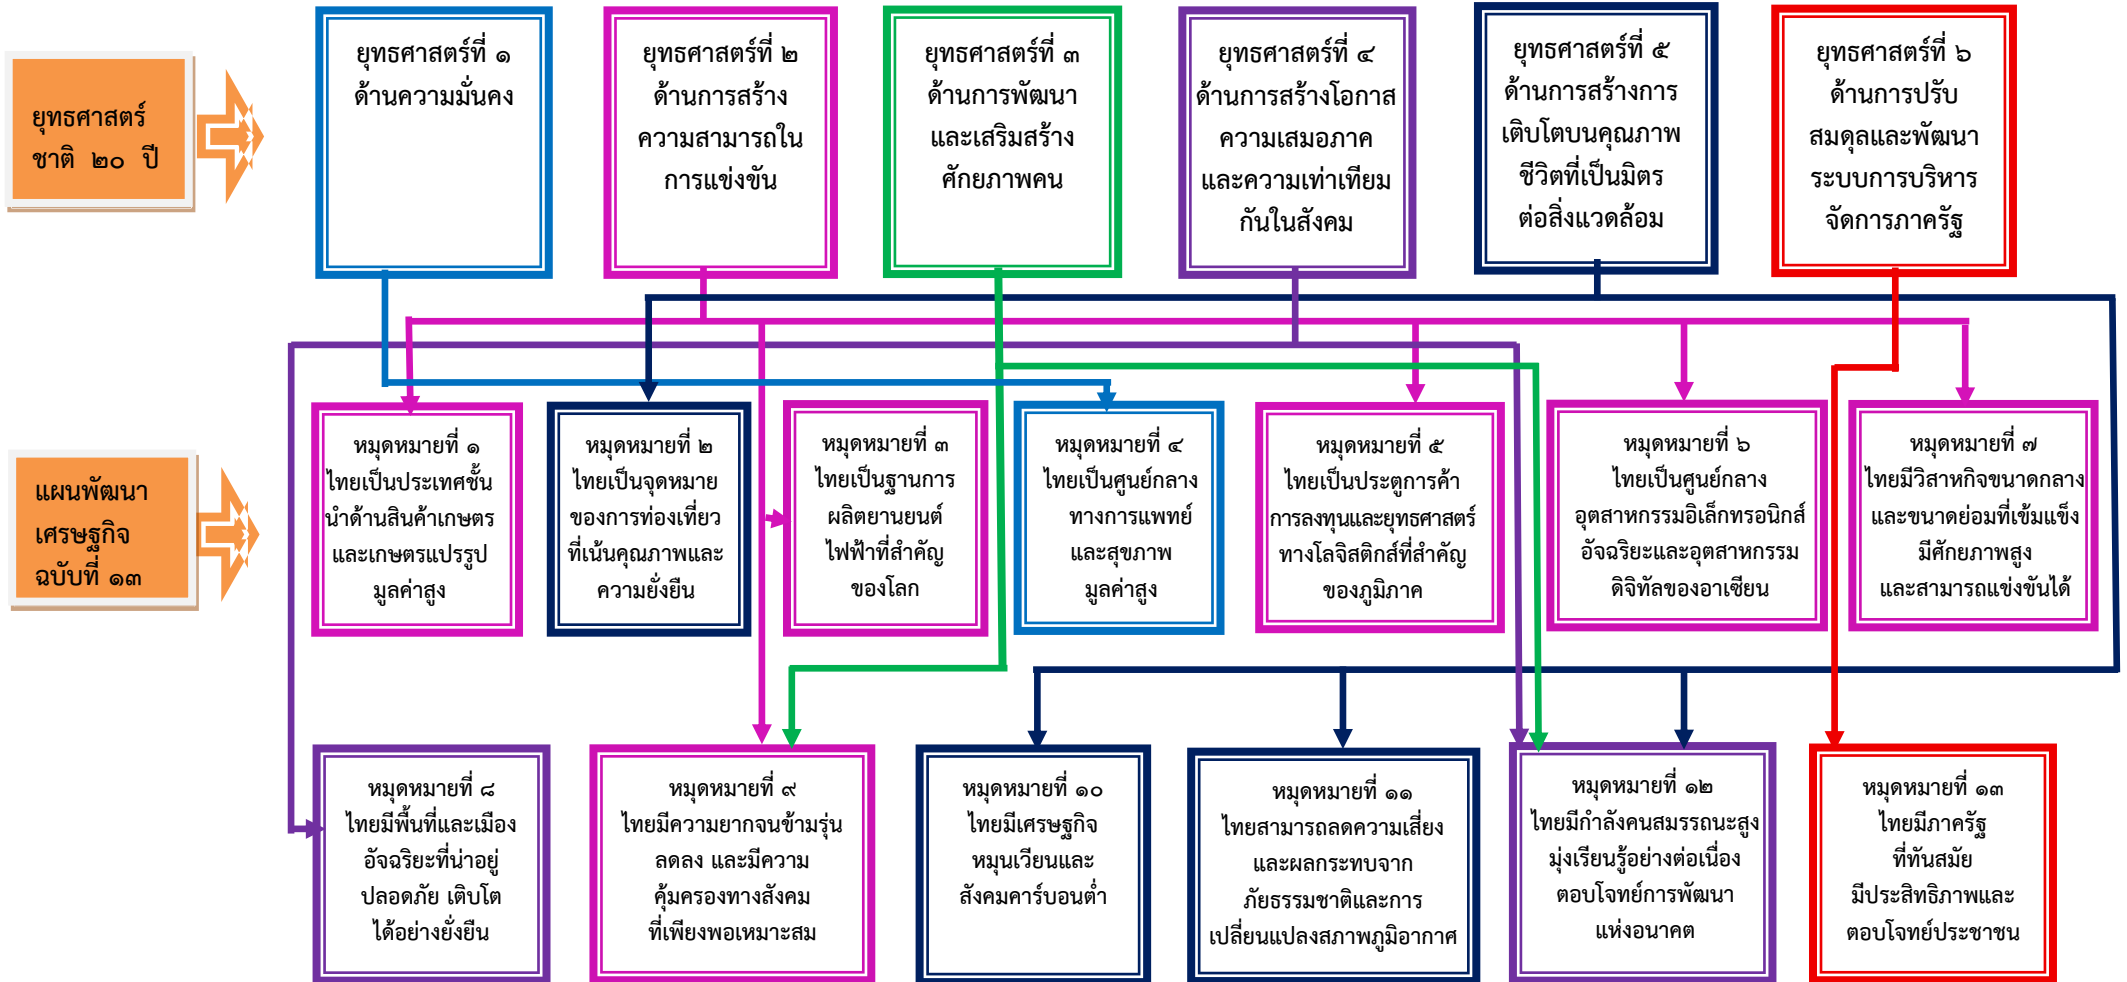 ยุทธศาสตร์
ชาติ ๒๐ ปี
ยุทธศาสตร์ที่ ๑
ด้านความมั่นคง
ยุทธศาสตร์ที่ ๒
ด้านการสร้าง
ความสามารถใน
การแข่งขัน
ยุทธศาสตร์ที่ ๓
ด้านการพัฒนา
และเสริมสร้าง
ศักยภาพคน
ยุทธศาสตร์ที่ ๔
ด้านการสร้างโอกาส
ความเสมอภาค
และความเท่าเทียม
กันในสังคม
ยุทธศาสตร์ที่ ๕
ด้านการสร้างการ
เติบโตบนคุณภาพ
ชีวิตที่เป็นมิตร
ต่อสิ่งแวดล้อม
ยุทธศาสตร์ที่ ๖
ด้านการปรับ
สมดุลและพัฒนา
ระบบการบริหาร
จัดการภาครัฐ
แผนพัฒนา
เศรษฐกิจ
ฉบับที่ ๑๓
หมุดหมายที่ ๑
ไทยเป็นประเทศชั้น
นำด้านสินค้าเกษตร
และเกษตรแปรรูป
มูลค่าสูง
หมุดหมายที่ ๒
ไทยเป็นจุดหมาย
ของการท่องเที่ยว
ที่เน้นคุณภาพและ
ความยั่งยืน
หมุดหมายที่ ๓
ไทยเป็นฐานการ
ผลิตยานยนต์
ไฟฟ้าที่สำคัญ
ของโลก
หมุดหมายที่ ๔
ไทยเป็นศูนย์กลาง
ทางการแพทย์
และสุขภาพ
มูลค่าสูง
หมุดหมายที่ ๕
ไทยเป็นประตูการค้า
การลงทุนและยุทธศาสตร์
ทางโลจิสติกส์ที่สำคัญ
ของภูมิภาค
หมุดหมายที่ ๖
ไทยเป็นศูนย์กลาง
อุตสาหกรรมอิเล็กทรอนิกส์
อัจฉริยะและอุตสาหกรรม
ดิจิทัลของอาเซียน
หมุดหมายที่ ๗
ไทยมีวิสาหกิจขนาดกลาง
และขนาดย่อมที่เข้มแข็ง
มีศักยภาพสูง
และสามารถแข่งขันได้
หมุดหมายที่ ๘
ไทยมีพื้นที่และเมือง
อัจฉริยะที่น่าอยู่
ปลอดภัย เติบโต
ได้อย่างยั่งยืน
หมุดหมายที่ ๙
ไทยมีความยากจนข้ามรุ่น
ลดลง และมีความ
คุ้มครองทางสังคม
ที่เพียงพอเหมาะสม
หมุดหมายที่ ๑๐
ไทยมีเศรษฐกิจ
หมุนเวียนและ
สังคมคาร์บอนต่ำ
หมุดหมายที่ ๑๑
ไทยสามารถลดความเสี่ยง
และผลกระทบจาก
ภัยธรรมชาติและการ
เปลี่ยนแปลงสภาพภูมิอากาศ
หมุดหมายที่ ๑๒
ไทยมีกำลังคนสมรรถนะสูง
มุ่งเรียนรู้อย่างต่อเนื่อง
ตอบโจทย์การพัฒนา
แห่งอนาคต
หมุดหมายที่ ๑๓
ไทยมีภาครัฐ
ที่ทันสมัย
มีประสิทธิภาพและ
ตอบโจทย์ประชาชน